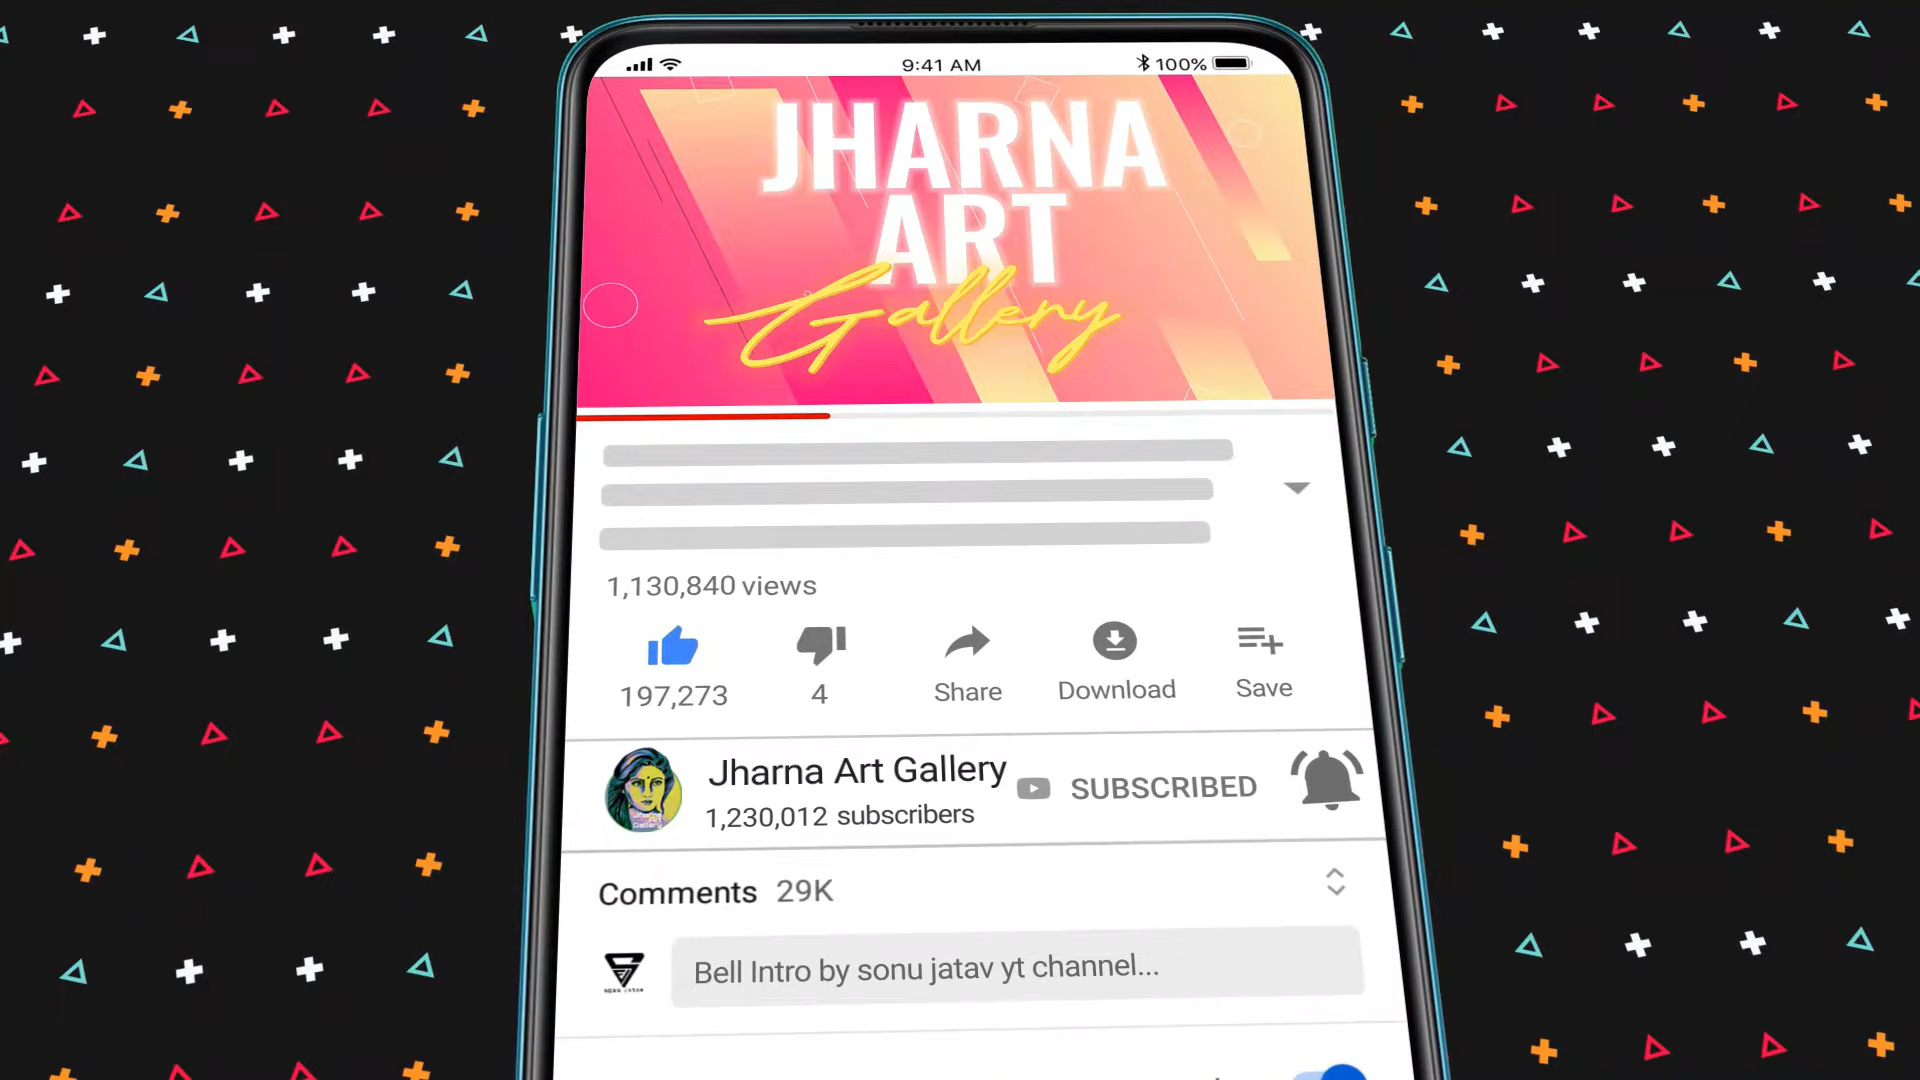 9:41 AM
100%
JHARNA
ART
Gallery
1,130,840 views
197,273
4
Share
Download
Save
Jharna Art Gallery
SUBSCRIBED
1,230,012 subscribers
Comments 29K
Bell Intro by sonu jatav yt channel...